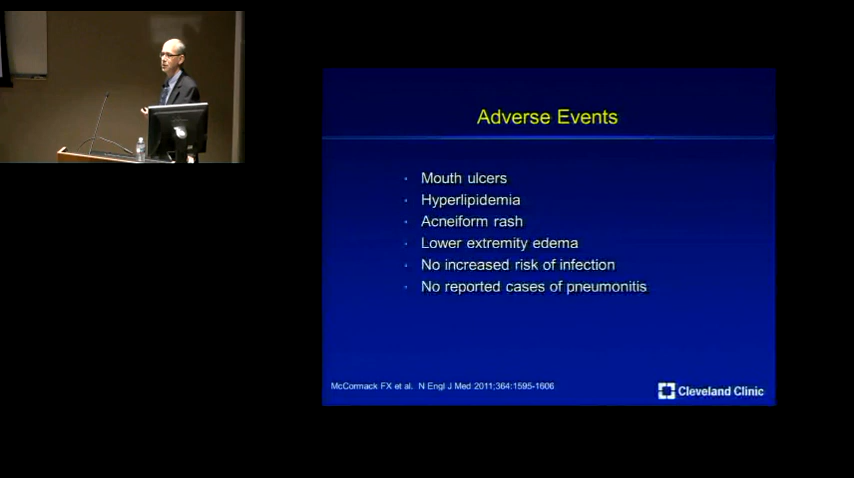 Adverse Events
Mouth ulcers
Hyperlipidemia
Acneiform rash
Lower extremity edema
No increased risk of infection
No reported cases of pneumonitis
McCormack FX et al. N Engl J Med 2011;364:1595-1606
Cleveland Clinic